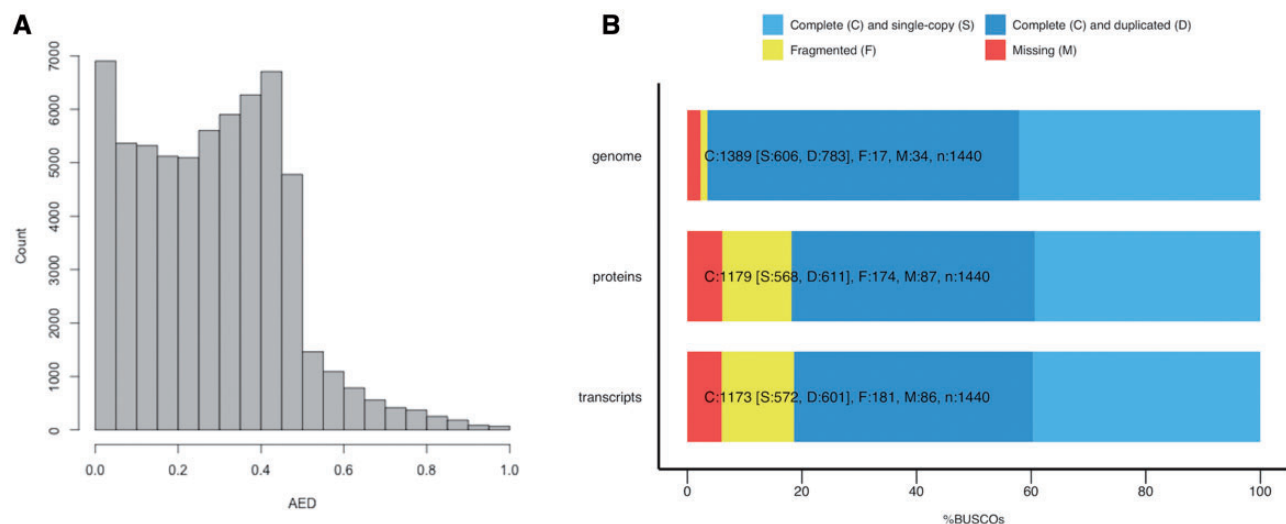 A
Count
0
1000
2000
3000
4000
5000
6000
7000
0.0
0.2
0.4
0.6
0.8
1.0
AED
B
Complete (C) and single-copy (S)
Complete (C) and duplicated (D)
Fragmented (F)
Missing (M)
genome
C:1389 [S:606, D:783], F:17, M:34, n:1440
proteins
C:1179 [S:568, D:611], F:174, M:87, n:1440
transcripts
C:1173 [S:572, D:601], F:181, M:86, n:1440
0
20
40
60
80
100
%BUSCOs